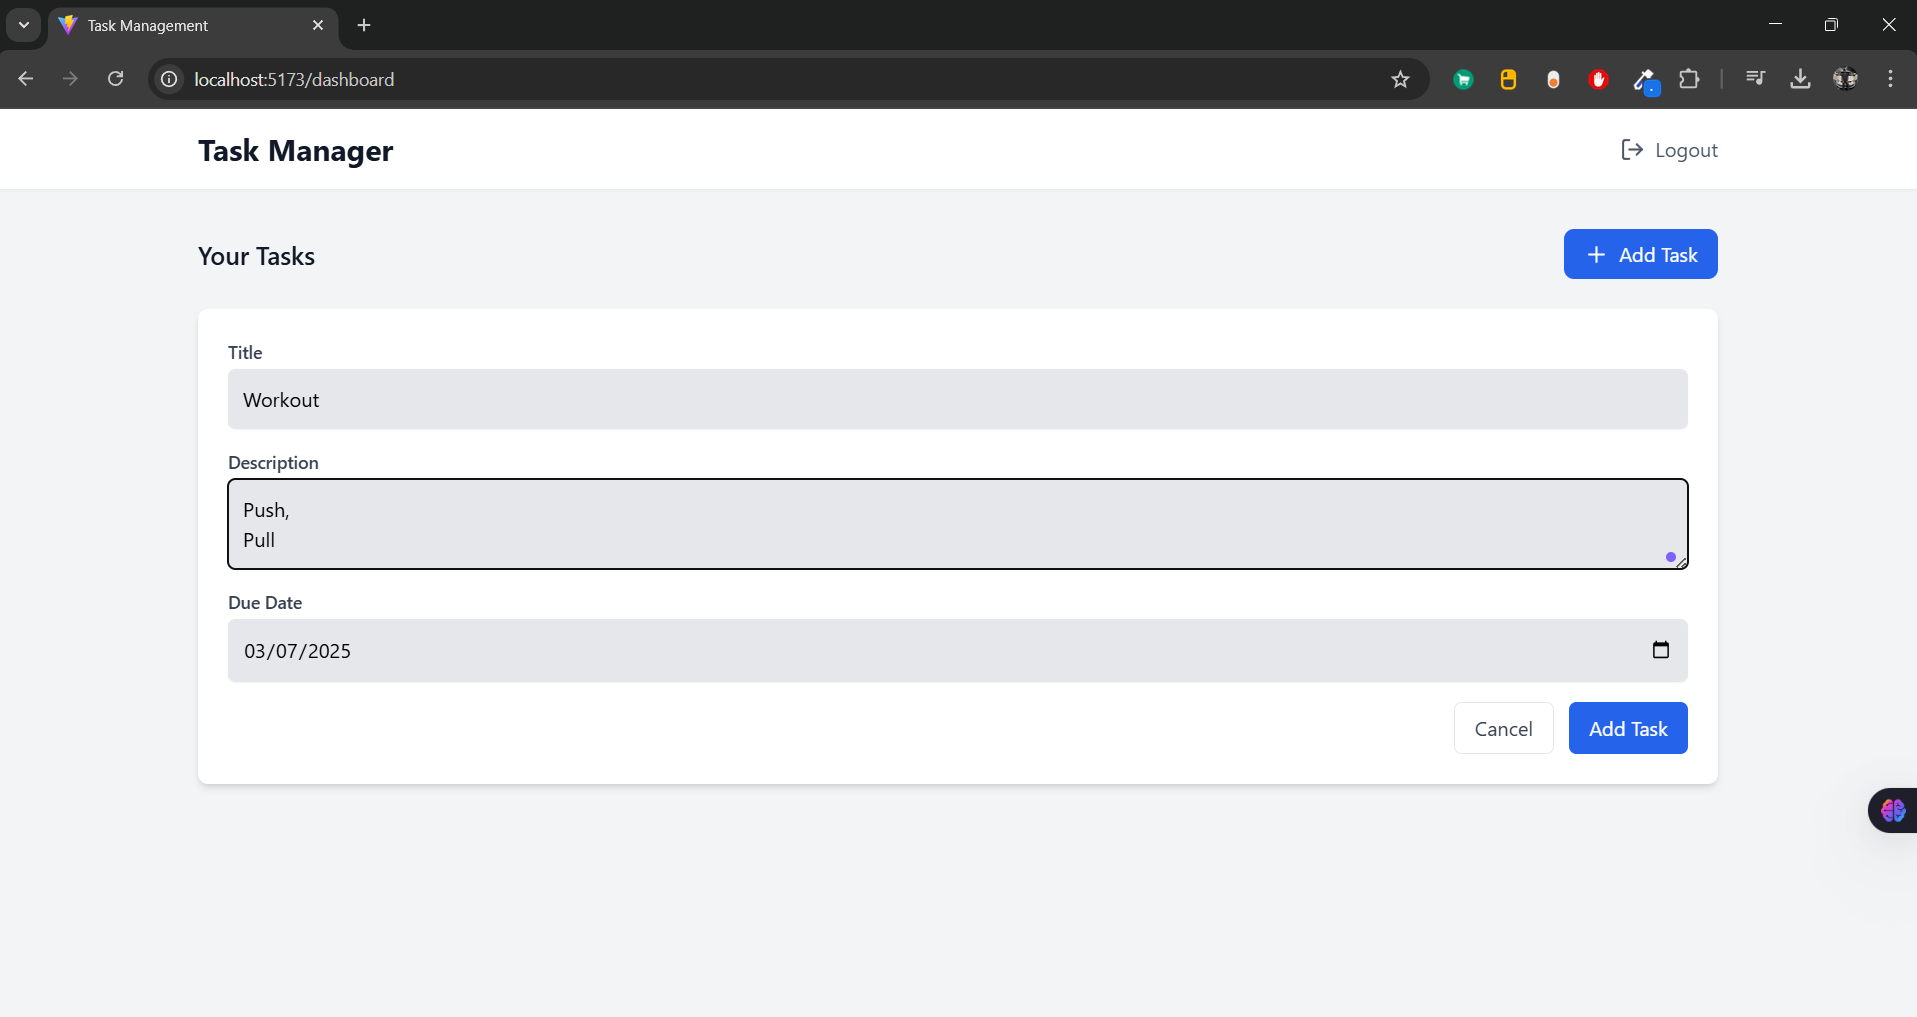 Task Management
localhost:5173/dashboard
Task Manager
Logout
Your Tasks
+ Add Task
Title
Workout
Description
Push,
Pull
Due Date
03/07/2025
Cancel
Add Task